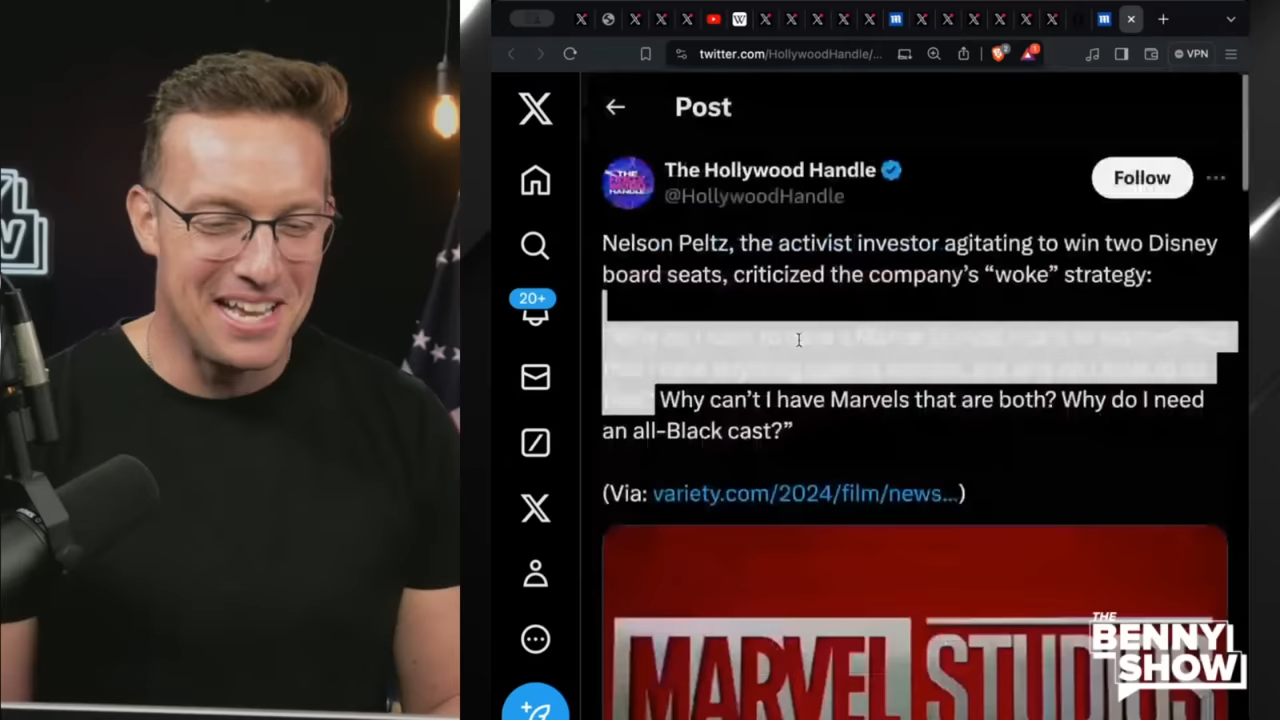 twitter.com/HollywoodHandle/...
VPN
Post
The Hollywood Handle
@HollywoodHandle
Follow
20+
Nelson Peltz, the activist investor agitating to win two Disney
board seats, criticized the company’s “woke” strategy:
Why can’t I have Marvels that are both? Why do I need
an all-Black cast?”
(Via: variety.com/2024/film/news...)
MARVEL STUDIOS
THE
BENNY
SHOW